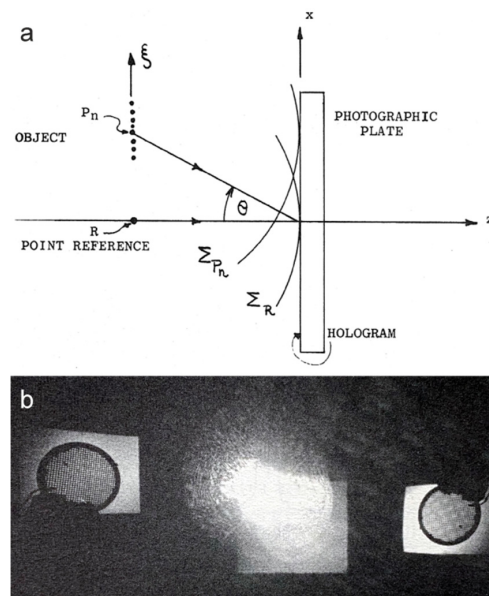 a
x
ξ
Pn
OBJECT
PHOTOGRAPHIC
PLATE
θ
R
z
POINT REFERENCE
ΣPn
ΣR
HOLOGRAM
b